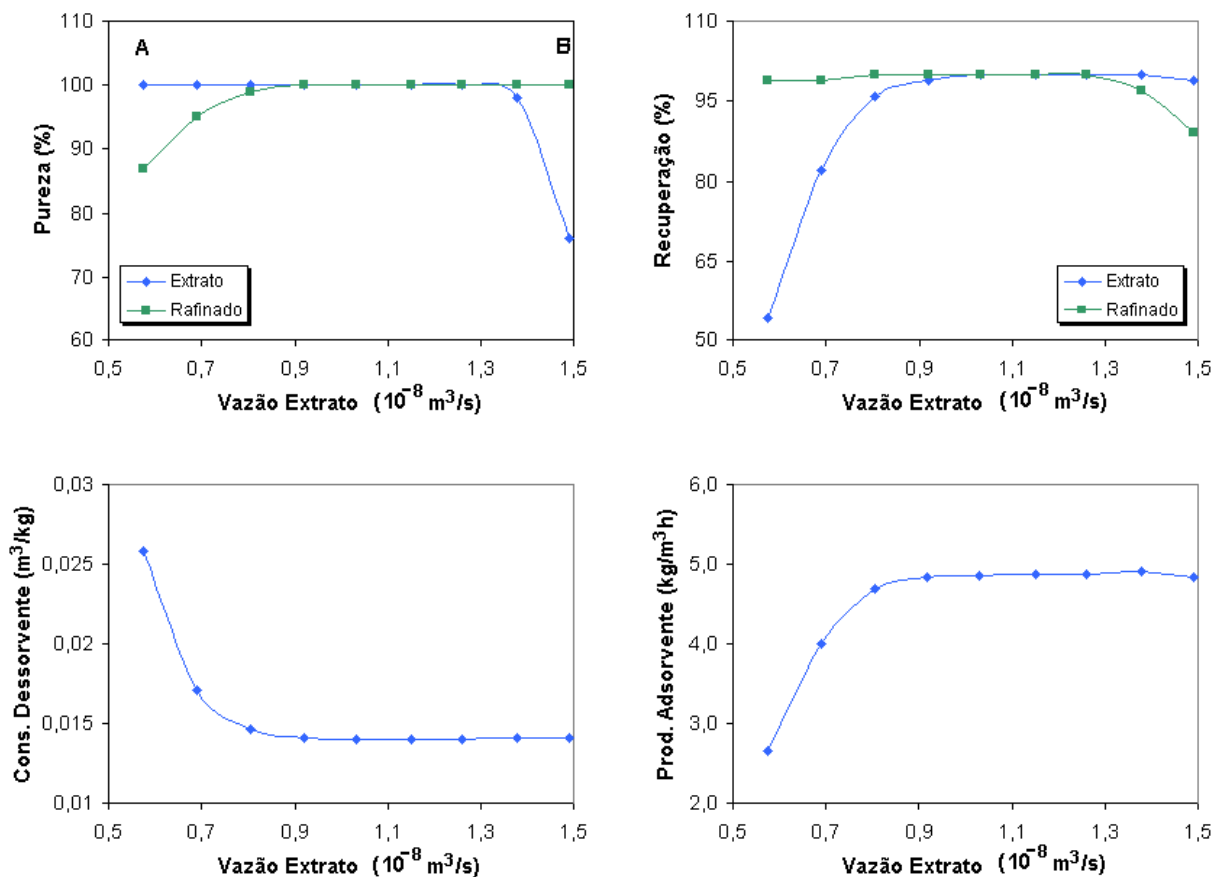 110
A
B
100
90
80
70
60
Pureza (%)
Extrato
Rafinado
0,5 0,7 0,9 1,1 1,3 1,5
Vazão Extrato (10⁻⁸ m³/s)
110
95
80
65
50
Recuperação (%)
Extrato
Rafinado
0,5 0,7 0,9 1,1 1,3 1,5
Vazão Extrato (10⁻⁸ m³/s)
0,03
0,025
0,02
0,015
0,01
Cons. Dessorvente (m³/kg)
0,5 0,7 0,9 1,1 1,3 1,5
Vazão Extrato (10⁻⁸ m³/s)
6,0
5,0
4,0
3,0
2,0
Prod. Adsorvente (kg/m³h)
0,5 0,7 0,9 1,1 1,3 1,5
Vazão Extrato (10⁻⁸ m³/s)